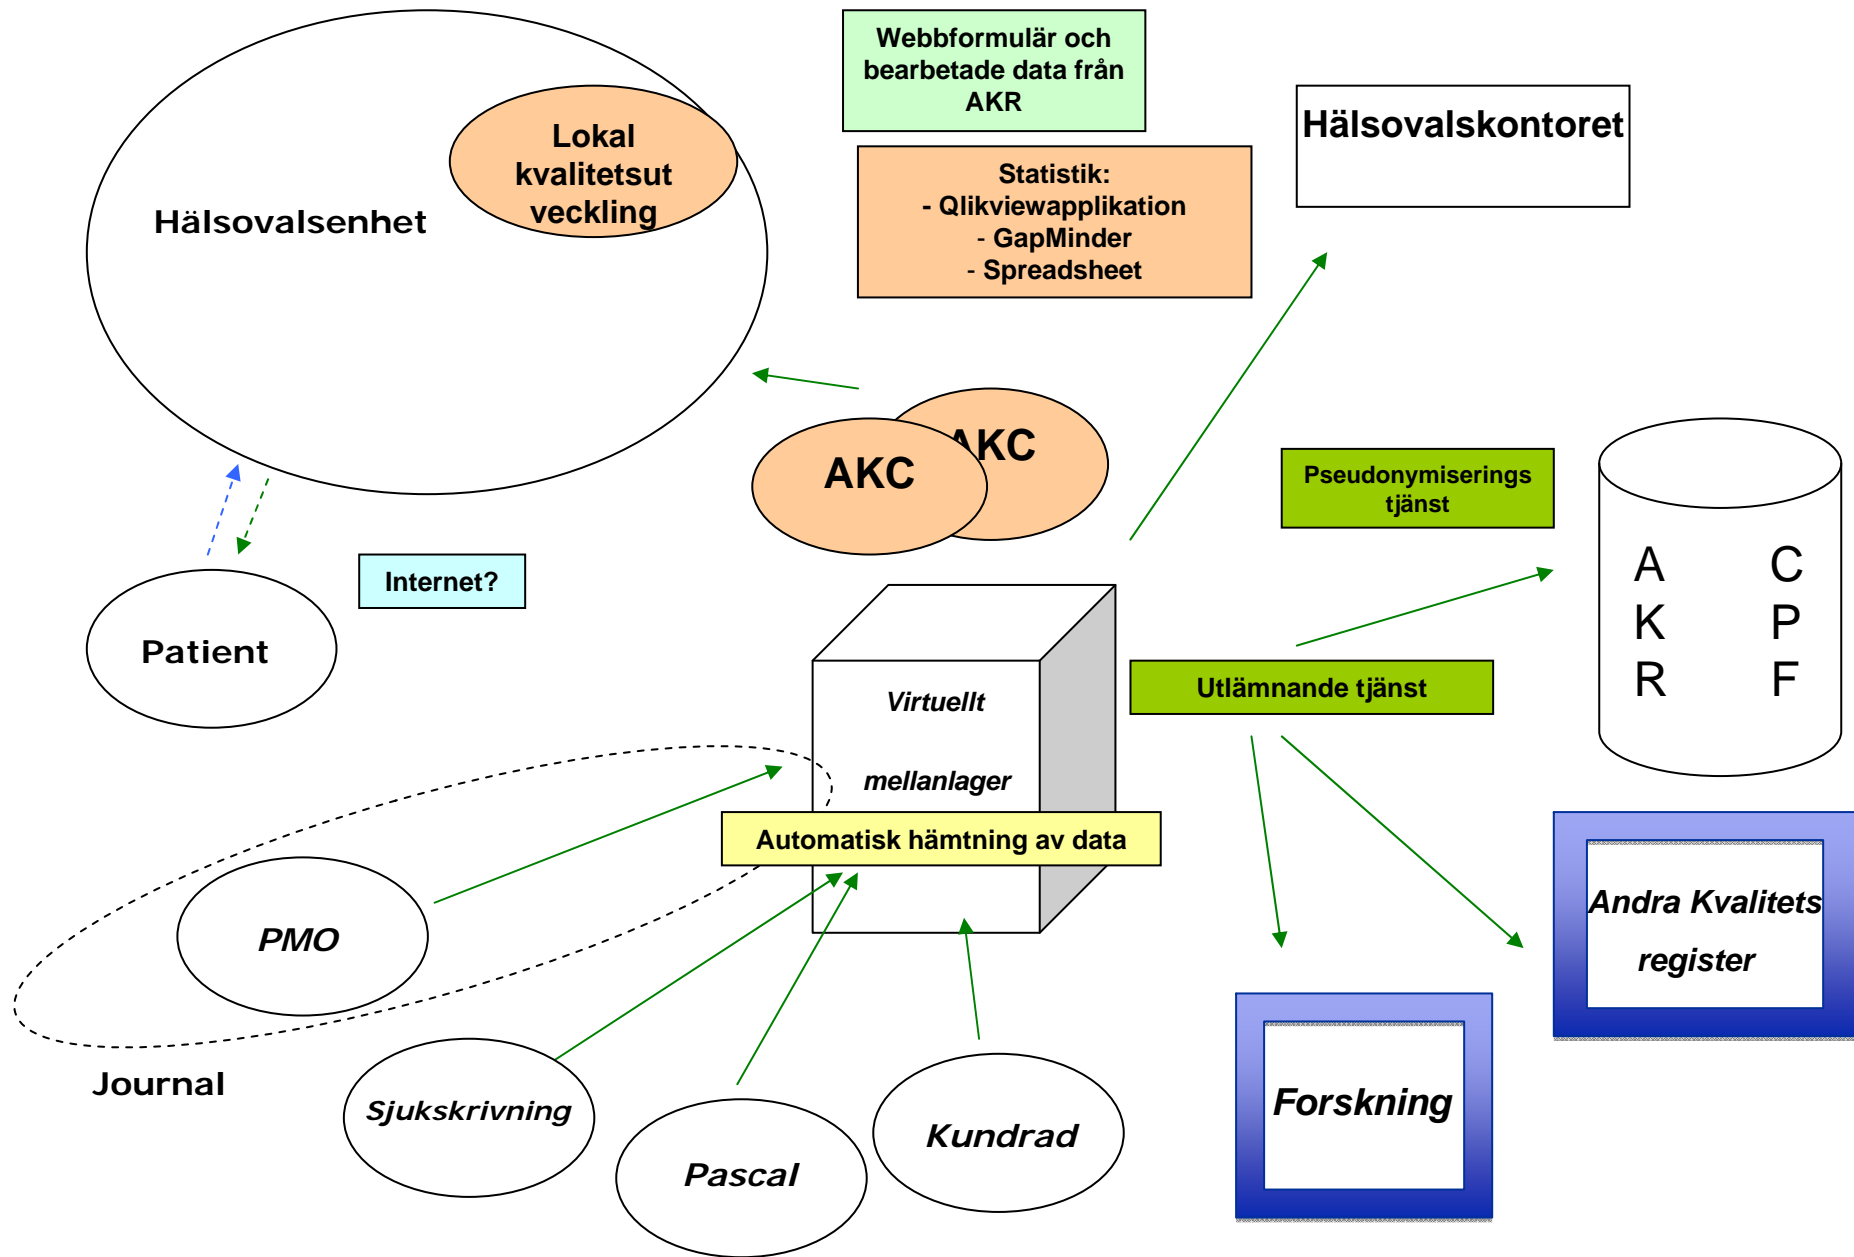 Webbformulär och
bearbetade data från
AKR
Hälsovalskontoret
Lokal
kvalitetsut
veckling
Hälsovalsenhet
Statistik:
- Qlikviewapplikation
- GapMinder
- Spreadsheet
AKC
AKC
Pseudonymiserings
tjänst
A C
K P
R F
Internet?
Patient
Virtuellt
mellanlager
Utlämnande tjänst
Automatisk hämtning av data
PMO
Journal
Andra Kvalitets
register
Sjukskrivning
Pascal
Kundrad
Forskning